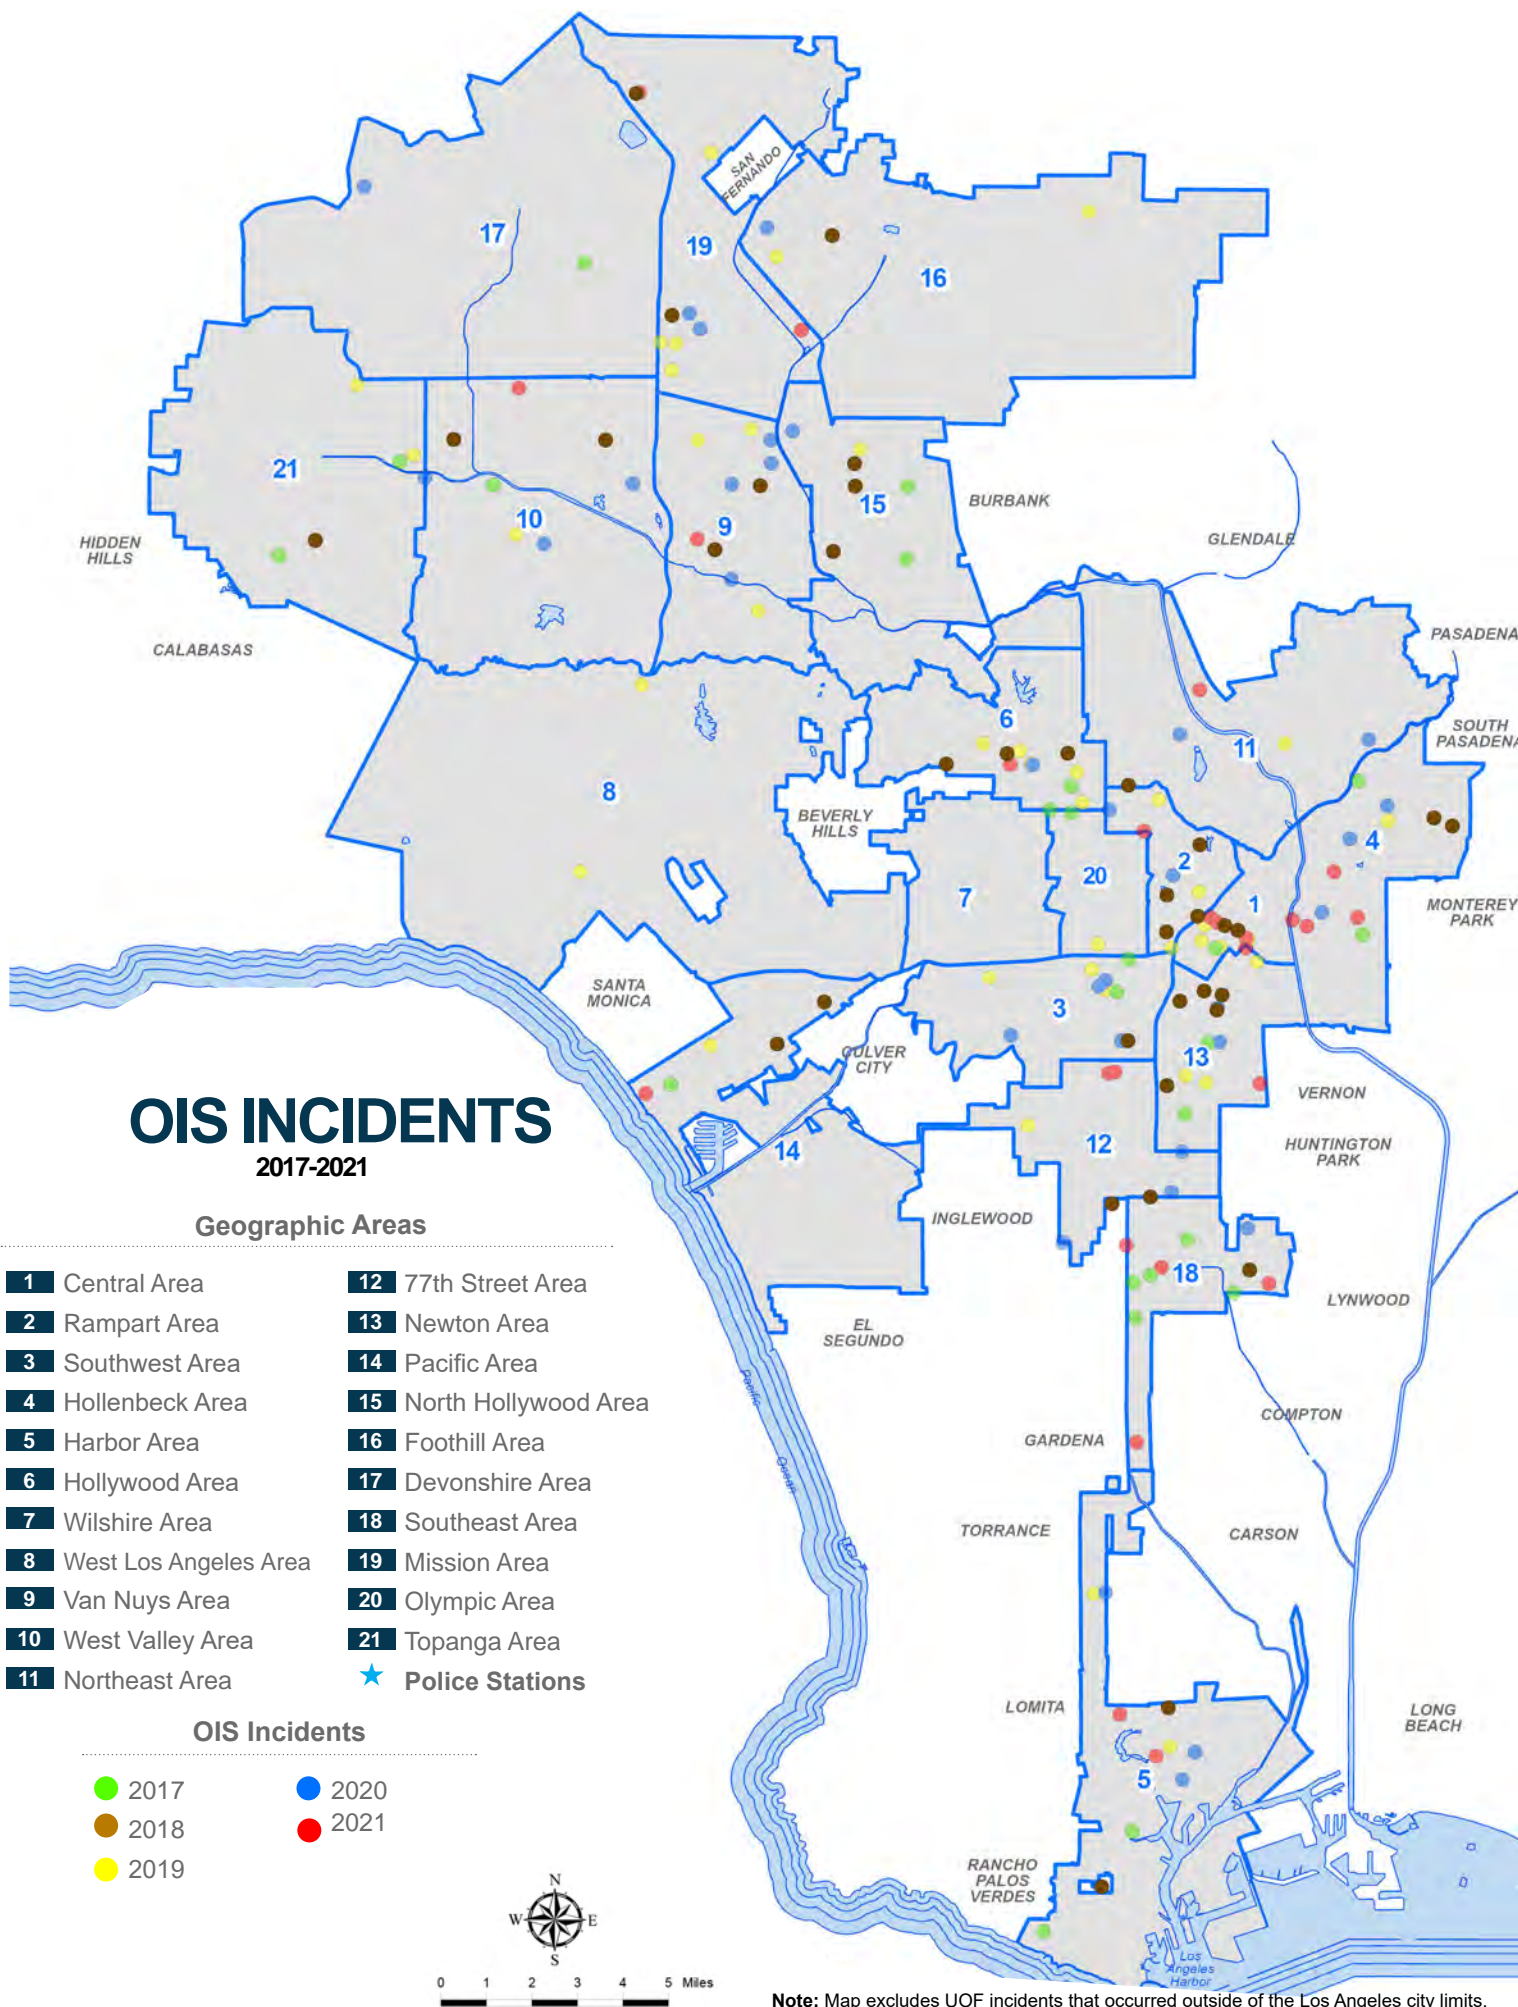 SAN
FERNANDO
17
19
16
21
10
9
15
BURBANK
GLENDALE
HIDDEN
HILLS
CALABASAS
PASADENA
6
11
SOUTH
PASADENA
8
BEVERLY
HILLS
4
2
20
7
1
MONTEREY
PARK
SANTA
MONICA
3
CULVER
CITY
13
VERNON
12
HUNTINGTON
PARK
14
INGLEWOOD
18
LYNWOOD
EL
SEGUNDO
Pacific
Ocean
COMPTON
GARDENA
TORRANCE
CARSON
LOMITA
LONG
BEACH
5
RANCHO
PALOS
VERDES
Los
Angeles
Harbor
OIS INCIDENTS
2017-2021
Geographic Areas
1 Central Area
2 Rampart Area
3 Southwest Area
4 Hollenbeck Area
5 Harbor Area
6 Hollywood Area
7 Wilshire Area
8 West Los Angeles Area
9 Van Nuys Area
10 West Valley Area
11 Northeast Area
12 77th Street Area
13 Newton Area
14 Pacific Area
15 North Hollywood Area
16 Foothill Area
17 Devonshire Area
18 Southeast Area
19 Mission Area
20 Olympic Area
21 Topanga Area
Police Stations
OIS Incidents
2017
2018
2019
2020
2021
N
W E
S
0 1 2 3 4 5 Miles
Note: Map excludes UOF incidents that occurred outside of the Los Angeles city limits.